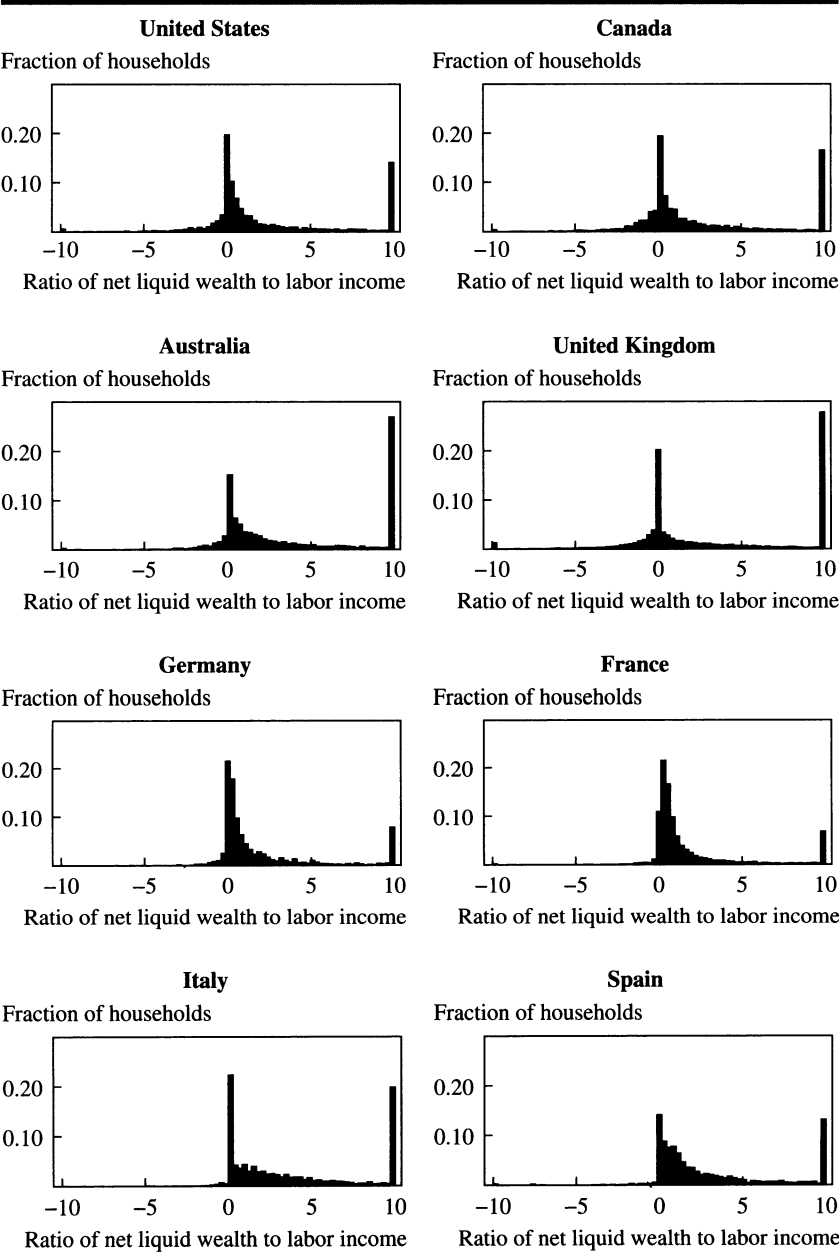 United States
Fraction of households
0.20
0.10
−10 −5 0 5 10
Ratio of net liquid wealth to labor income
Canada
Fraction of households
0.20
0.10
−10 −5 0 5 10
Ratio of net liquid wealth to labor income
Australia
Fraction of households
0.20
0.10
−10 −5 0 5 10
Ratio of net liquid wealth to labor income
United Kingdom
Fraction of households
0.20
0.10
−10 −5 0 5 10
Ratio of net liquid wealth to labor income
Germany
Fraction of households
0.20
0.10
−10 −5 0 5 10
Ratio of net liquid wealth to labor income
France
Fraction of households
0.20
0.10
−10 −5 0 5 10
Ratio of net liquid wealth to labor income
Italy
Fraction of households
0.20
0.10
−10 −5 0 5 10
Ratio of net liquid wealth to labor income
Spain
Fraction of households
0.20
0.10
−10 −5 0 5 10
Ratio of net liquid wealth to labor income